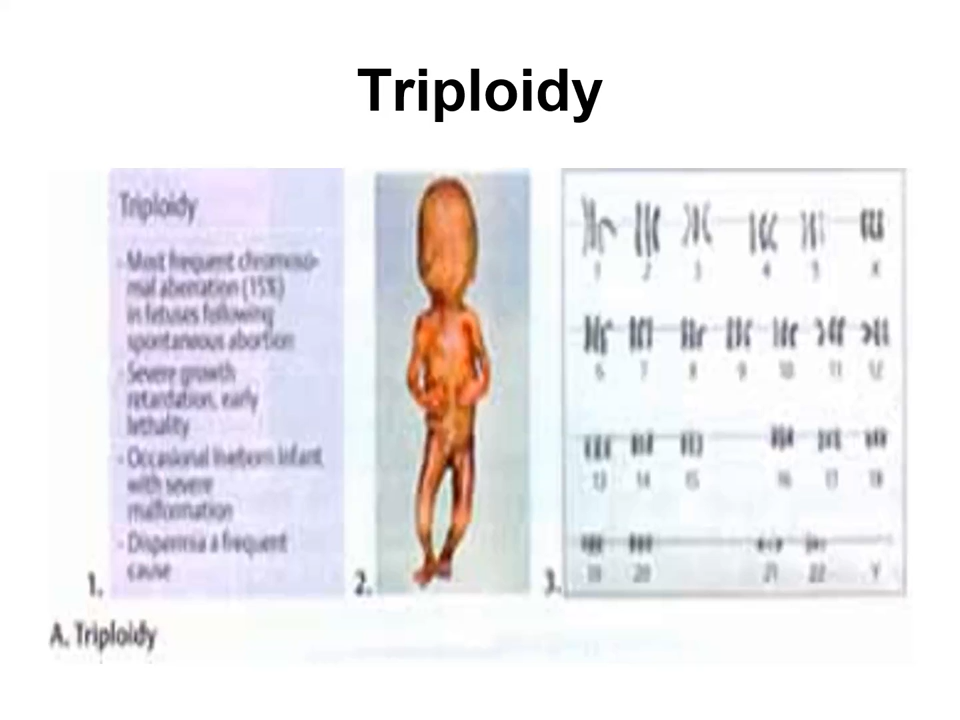 Triploidy
Triploidy
- Most frequent chromoso-
mal aberration (15%)
in fetuses following
spontaneous abortion
- Severe growth
retardation, early
lethality
- Occasional liveborn infant
with severe
malformation
- Dispermia a frequent
cause
1.
2.
3.
1 2 3 4 5 X
6 7 8 9 10 11 12
13 14 15 16 17 18
19 20 21 22 Y
A. Triploidy